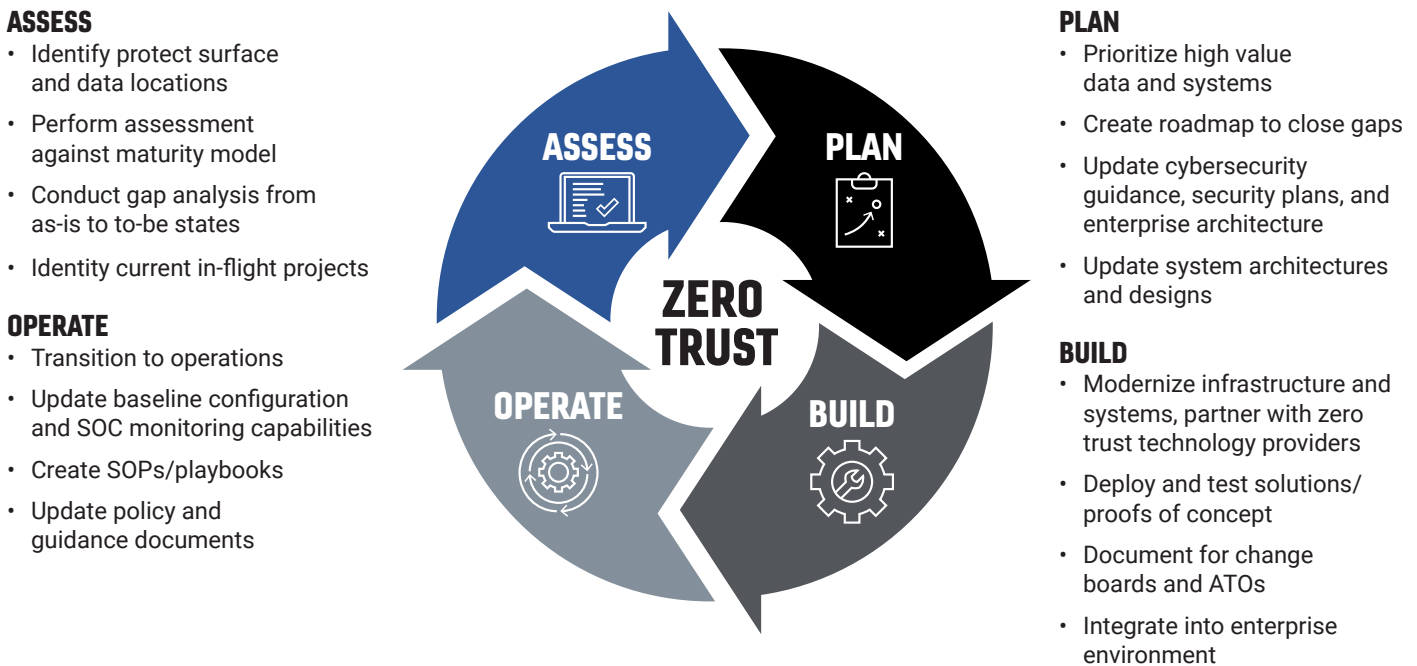 ASSESS
• Identify protect surface
and data locations
• Perform assessment
against maturity model
• Conduct gap analysis from
as-is to to-be states
• Identity current in-flight projects
OPERATE
• Transition to operations
• Update baseline configuration
and SOC monitoring capabilities
• Create SOPs/playbooks
• Update policy and
guidance documents
ASSESS
PLAN
ZERO
TRUST
OPERATE
BUILD
PLAN
• Prioritize high value
data and systems
• Create roadmap to close gaps
• Update cybersecurity
guidance, security plans, and
enterprise architecture
• Update system architectures
and designs
BUILD
• Modernize infrastructure and
systems, partner with zero
trust technology providers
• Deploy and test solutions/
proofs of concept
• Document for change
boards and ATOs
• Integrate into enterprise
environment